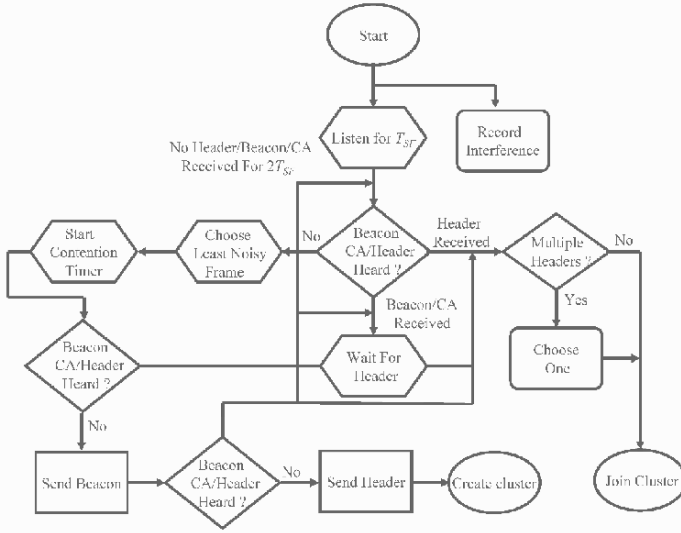 Start
Listen for T_SF
Record
Interference
No Header/Beacon/CA
Received For 2T_SF
Start
Contention
Timer
Choose
Least Noisy
Frame
No
Beacon
CA/Header
Heard ?
Header
Received
Multiple
Headers ?
No
Yes
Beacon/CA
Received
Beacon
CA/Header
Heard ?
Wait For
Header
Choose
One
No
Send Beacon
Beacon
CA/Header
Heard ?
No
Send Header
Create cluster
Join Cluster